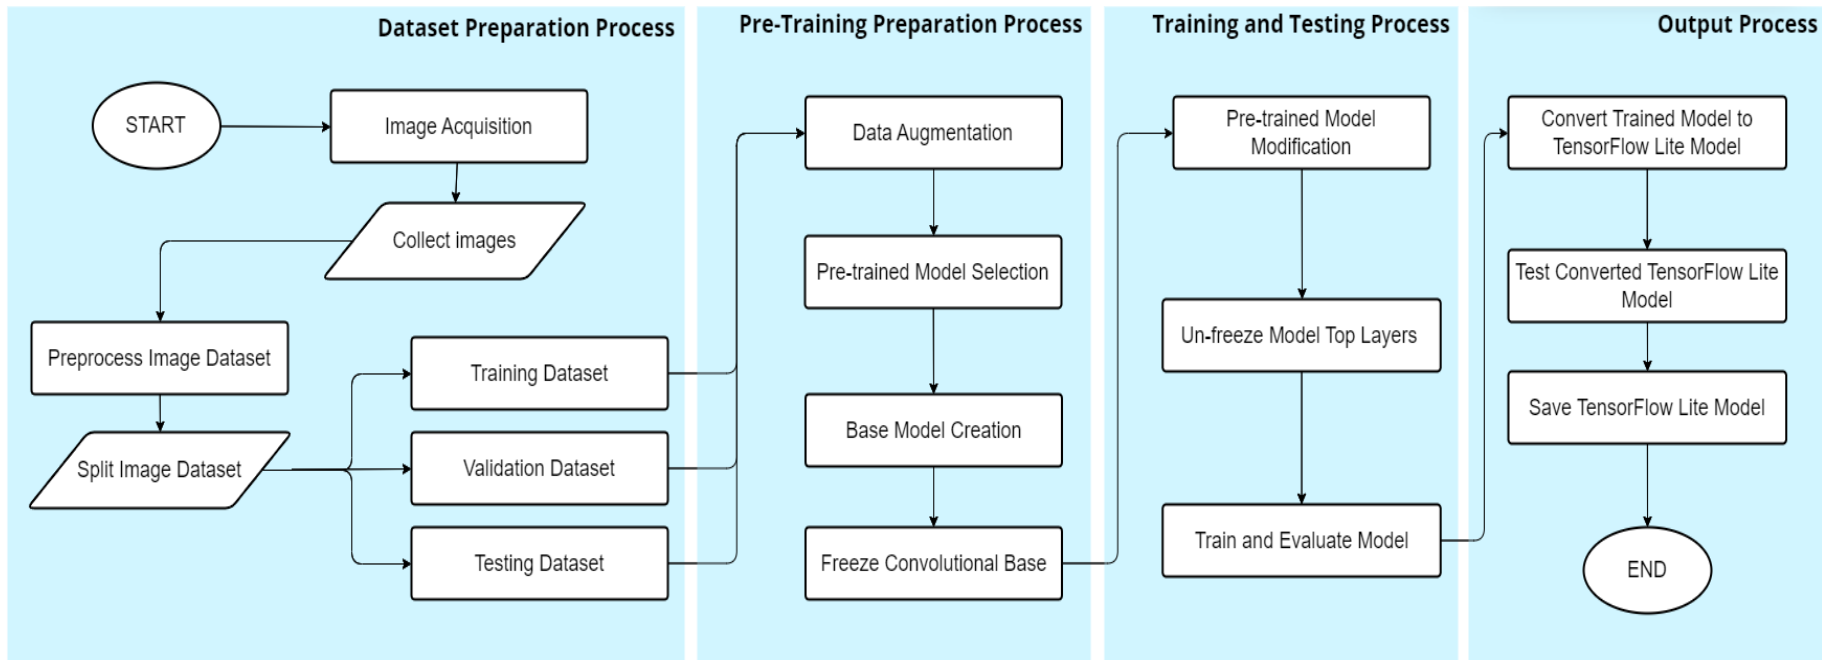 Dataset Preparation Process
START
Image Acquisition
Collect images
Preprocess Image Dataset
Split Image Dataset
Training Dataset
Validation Dataset
Testing Dataset
Pre-Training Preparation Process
Data Augmentation
Pre-trained Model Selection
Base Model Creation
Freeze Convolutional Base
Training and Testing Process
Pre-trained Model
Modification
Un-freeze Model Top Layers
Train and Evaluate Model
Output Process
Convert Trained Model to
TensorFlow Lite Model
Test Converted TensorFlow Lite
Model
Save TensorFlow Lite Model
END